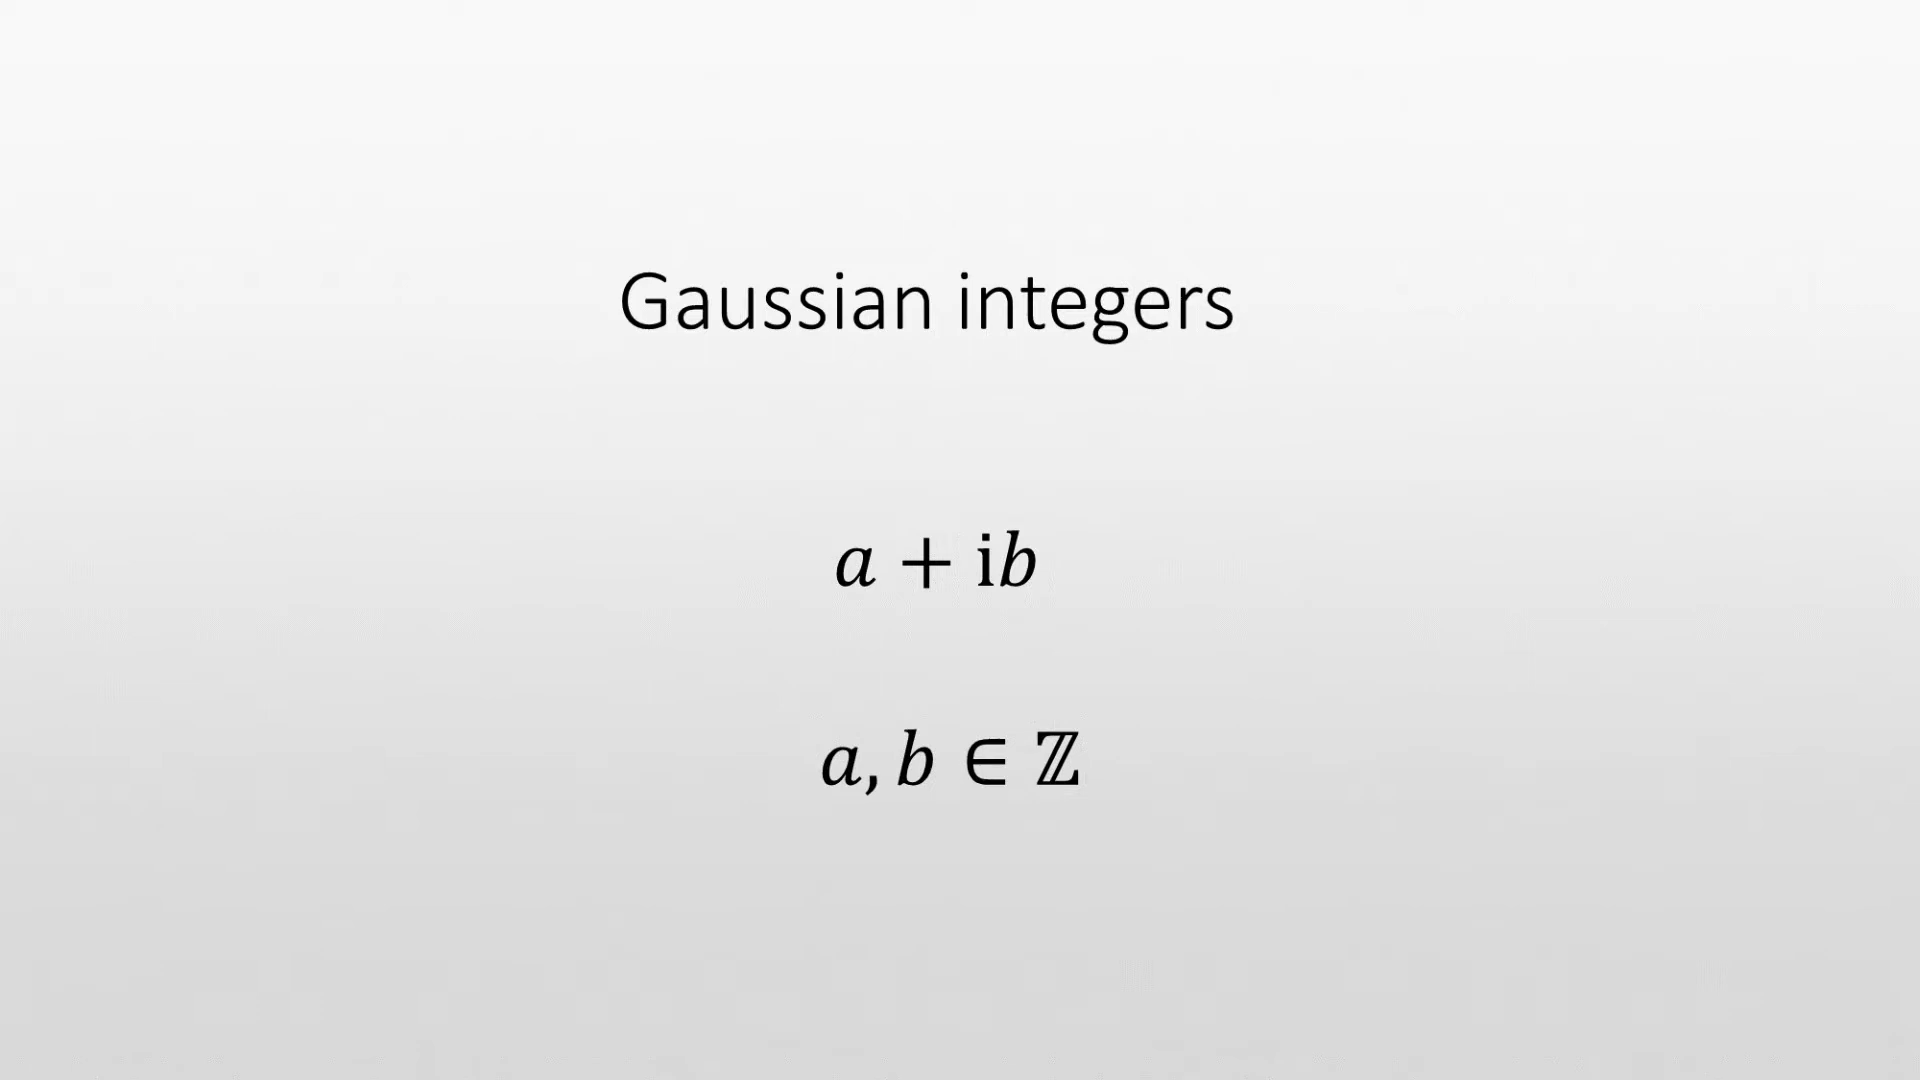 Gaussian integers
a + ib
a, b ∈ ℤ